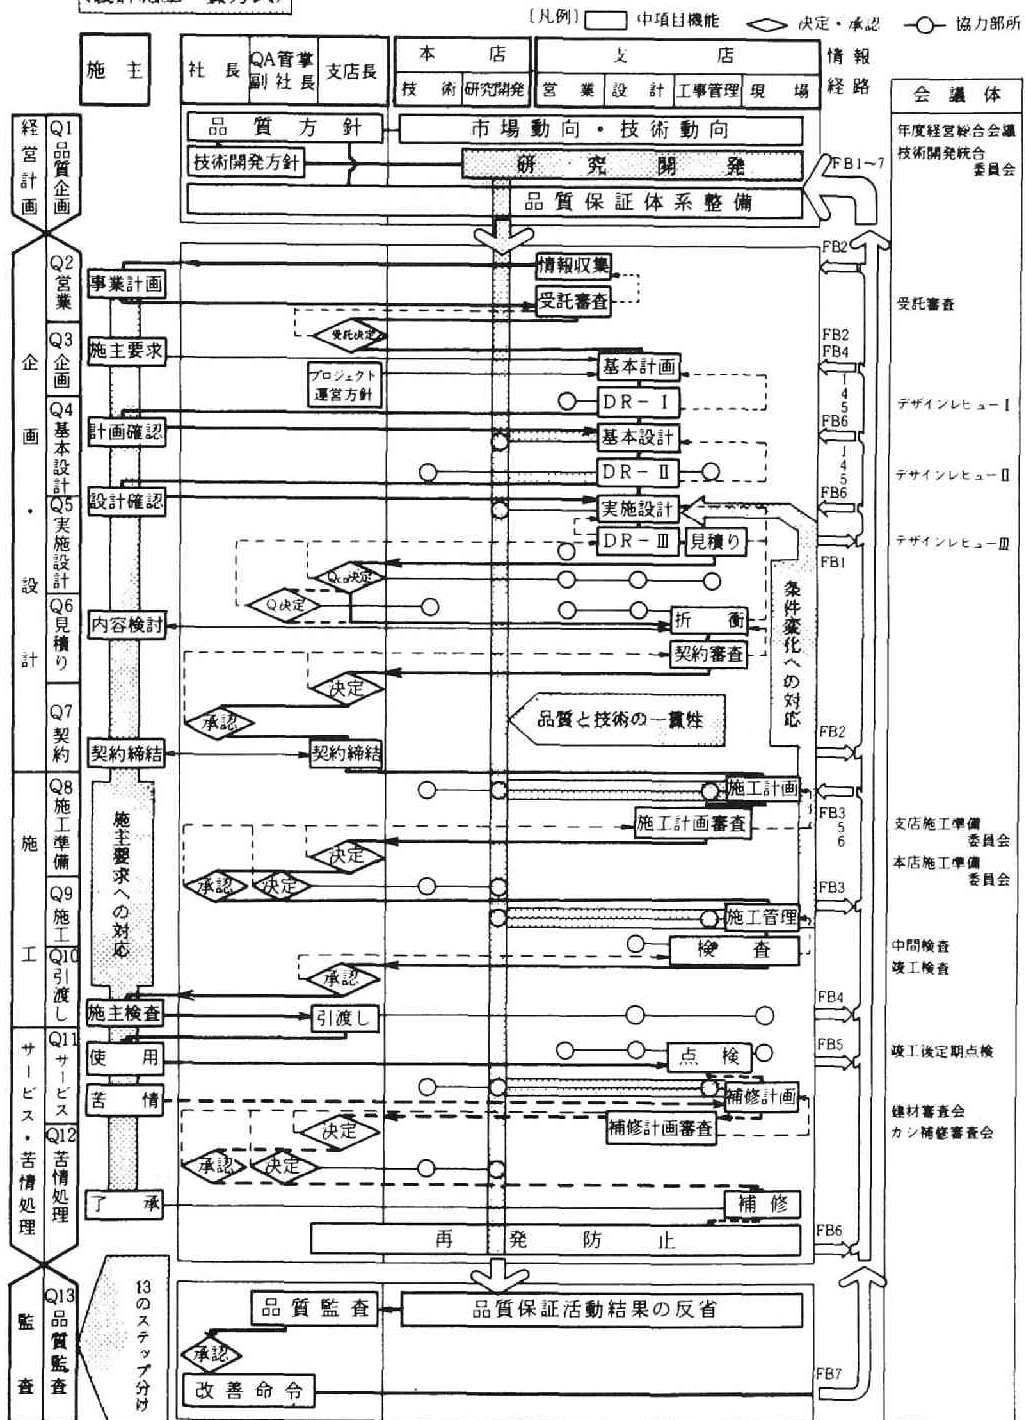 〔凡例〕 中項目機能 決定・承認 協力部所
施主
社長 QA管掌副社長 支店長
本店
技術 研究開発
支店
営業 設計 工事管理 現場
情報経路
会議体
経営計画
Q1 品質企画
品質方針
市場動向・技術動向
技術開発方針
研究開発
品質保証体系整備
FB1~7
年度経営総合会議
技術開発統合委員会
企画・設計
Q2 営業
事業計画
情報収集
受託審査
受託決定
FB2
受託審査
Q3 企画
施主要求
プロジェクト運営方針
基本計画
DR-Ⅰ
FB2
FB4
4
5
デザインレビューⅠ
Q4 基本設計
計画確認
基本設計
DR-Ⅱ
FB6
4
5
デザインレビューⅡ
Q5 実施設計
設計確認
実施設計
DR-Ⅲ
見積り
FB6
FB1
デザインレビューⅢ
条件変化への対応
Q6 見積り
Q決定
内容検討
折衝
契約審査
決定
承認
Q7 契約
品質と技術の一貫性
契約締結
契約締結
FB2
施工
Q8 施工準備
施主要求への対応
施工計画
施工計画審査
決定
承認
決定
FB3
5
6
支店施工準備委員会
本店施工準備委員会
Q9 施工
施工管理
検査
FB3
中間検査
竣工検査
Q10 引渡し
承認
施主検査
引渡し
FB4
サービス・苦情処理
Q11 サービス
使用
点検
FB5
竣工後定期点検
苦情
補修計画
補修計画審査
決定
承認
決定
建材審査会
カシ補修審査会
Q12 苦情処理
了承
補修
再発防止
FB6
監査
Q13 品質監査
13のステップ分け
品質監査
品質保証活動結果の反省
承認
改善命令
FB7